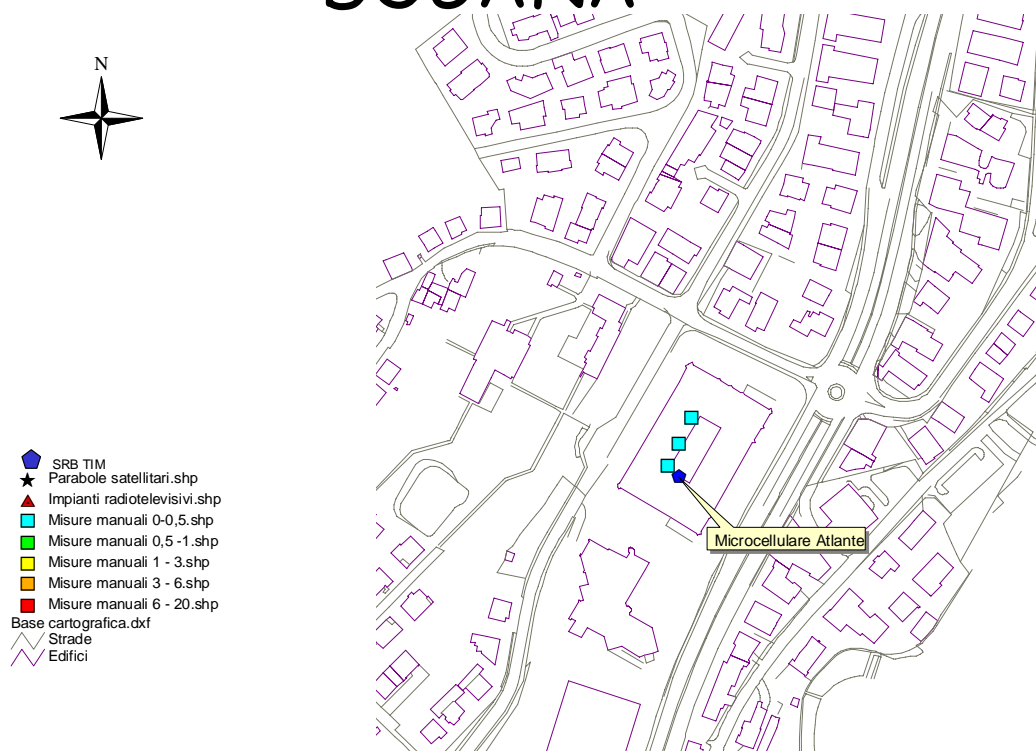 N
SRB TIM
Parabole satellitari.shp
Impianti radiotelevisivi.shp
Misure manuali 0-0,5.shp
Misure manuali 0,5 -1.shp
Misure manuali 1 - 3.shp
Misure manuali 3 - 6.shp
Misure manuali 6 - 20.shp
Base cartografica.dxf
Strade
Edifici
Microcellulare Atlante